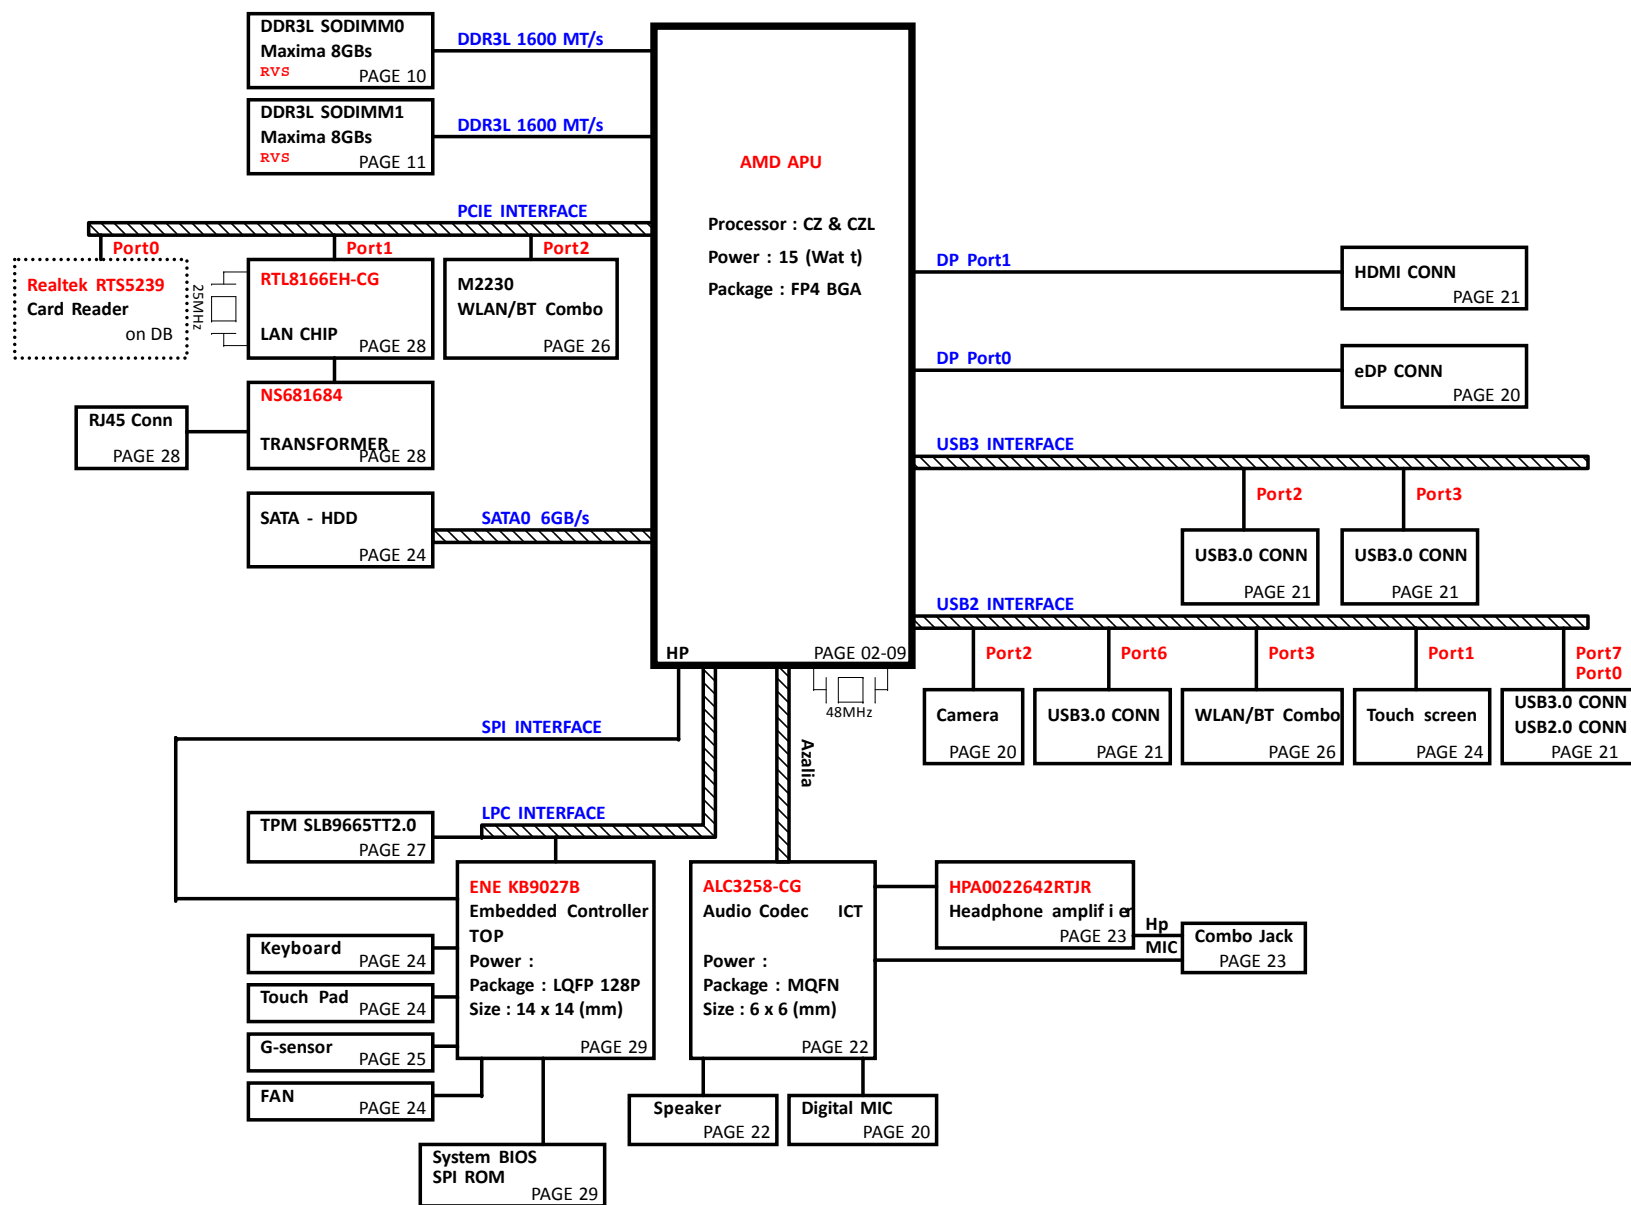 DDR3L SODIMM0
Maxima 8GBs
RVS
PAGE 10
DDR3L 1600 MT/s
DDR3L SODIMM1
Maxima 8GBs
RVS
PAGE 11
DDR3L 1600 MT/s
AMD APU
Processor : CZ & CZL
Power : 15 (Wat t)
Package : FP4 BGA
HP
PAGE 02-09
48MHz
PCIE INTERFACE
Port0
Port1
Port2
Realtek RTS5239
Card Reader
on DB
25MHz
RTL8166EH-CG
LAN CHIP
PAGE 28
M2230
WLAN/BT Combo
PAGE 26
NS681684
TRANSFORMER
PAGE 28
RJ45 Conn
PAGE 28
SATA - HDD
PAGE 24
SATA0 6GB/s
DP Port1
HDMI CONN
PAGE 21
DP Port0
eDP CONN
PAGE 20
USB3 INTERFACE
Port2
Port3
USB3.0 CONN
PAGE 21
USB3.0 CONN
PAGE 21
USB2 INTERFACE
Port2
Port6
Port3
Port1
Port7
Port0
Camera
PAGE 20
USB3.0 CONN
PAGE 21
WLAN/BT Combo
PAGE 26
Touch screen
PAGE 24
USB3.0 CONN
USB2.0 CONN
PAGE 21
SPI INTERFACE
Azalia
LPC INTERFACE
TPM SLB9665TT2.0
PAGE 27
ENE KB9027B
Embedded Controller
TOP
Power :
Package : LQFP 128P
Size : 14 x 14 (mm)
PAGE 29
ALC3258-CG
Audio Codec ICT
Power :
Package : MQFN
Size : 6 x 6 (mm)
PAGE 22
HPA0022642RTJR
Headphone amplif i er
PAGE 23
Hp
MIC
Combo Jack
PAGE 23
Keyboard
PAGE 24
Touch Pad
PAGE 24
G-sensor
PAGE 25
FAN
PAGE 24
Speaker
PAGE 22
Digital MIC
PAGE 20
System BIOS
SPI ROM
PAGE 29